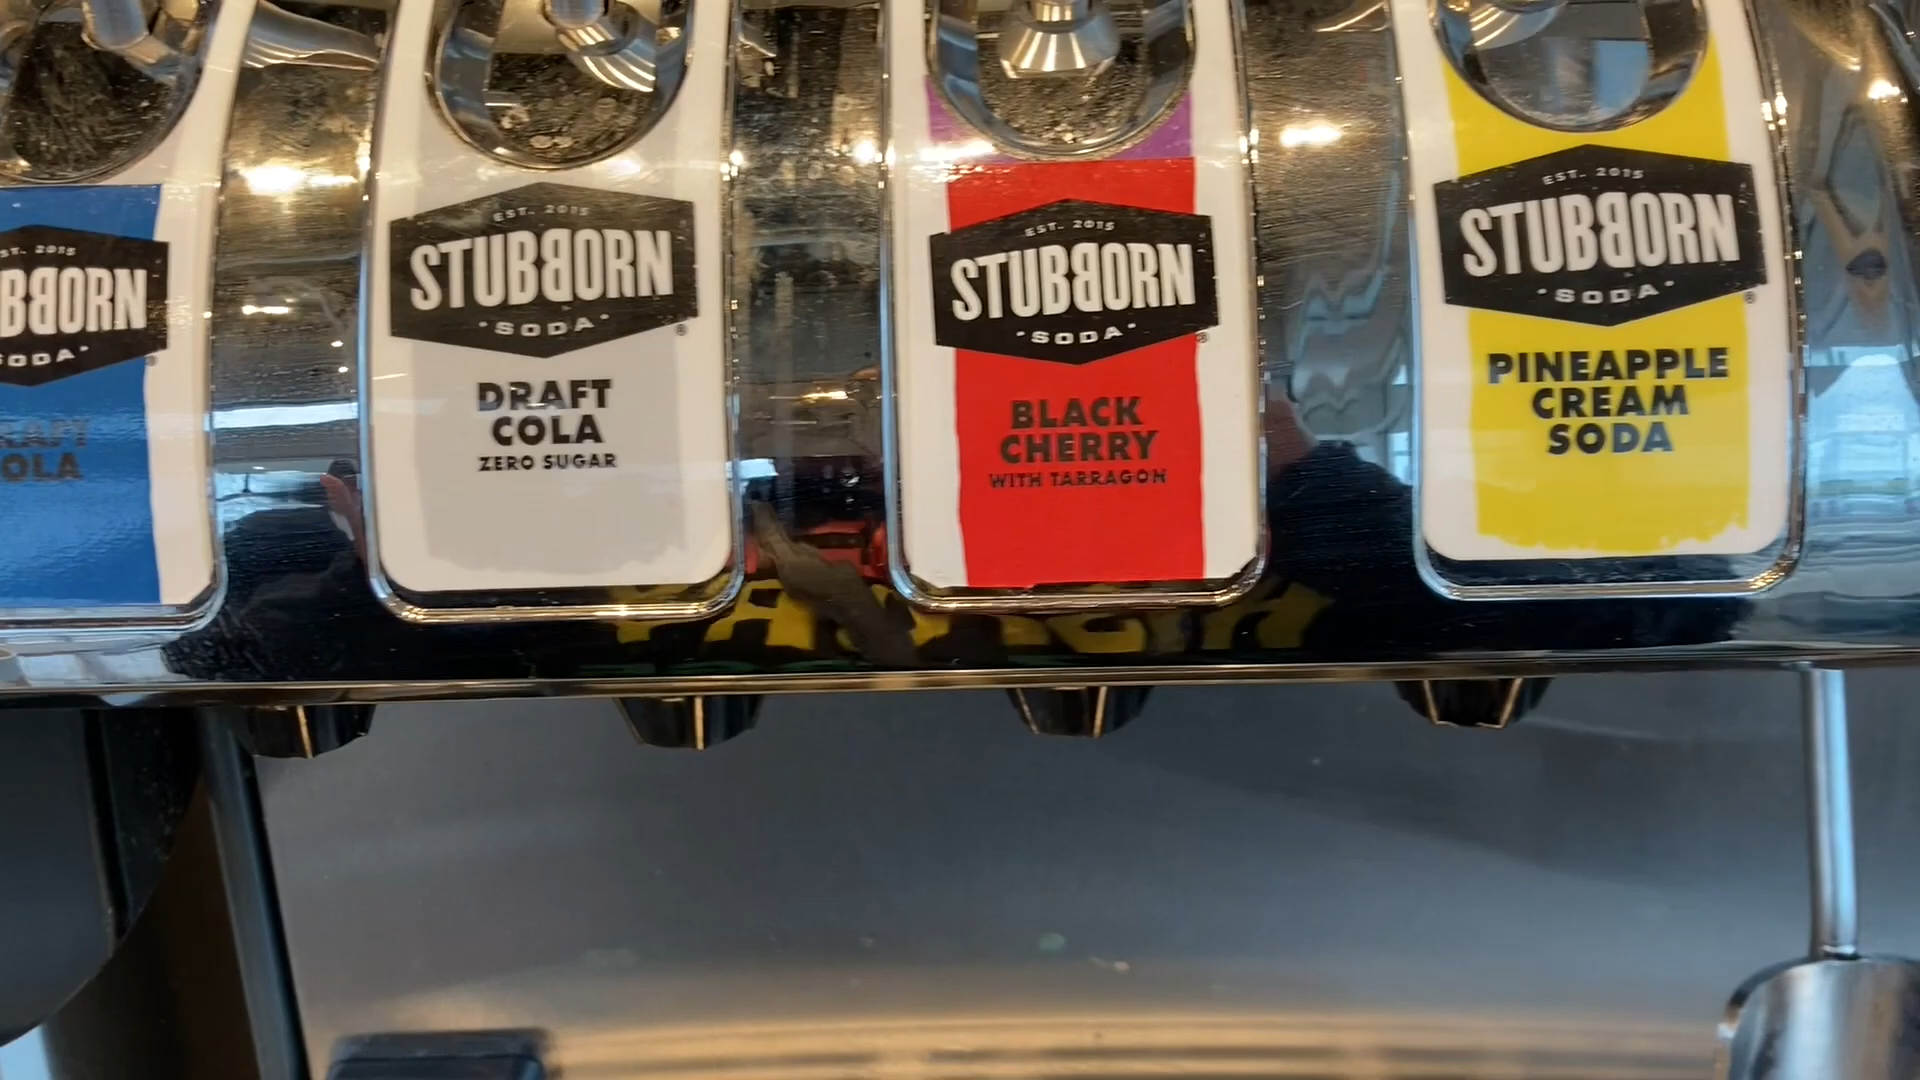 BBORN
EST. 2015
STUBBORN
SODA
DRAFT
COLA
ZERO SUGAR
EST. 2015
STUBBORN
SODA
BLACK
CHERRY
WITH TARRAGON
EST. 2015
STUBBORN
SODA
PINEAPPLE
CREAM
SODA